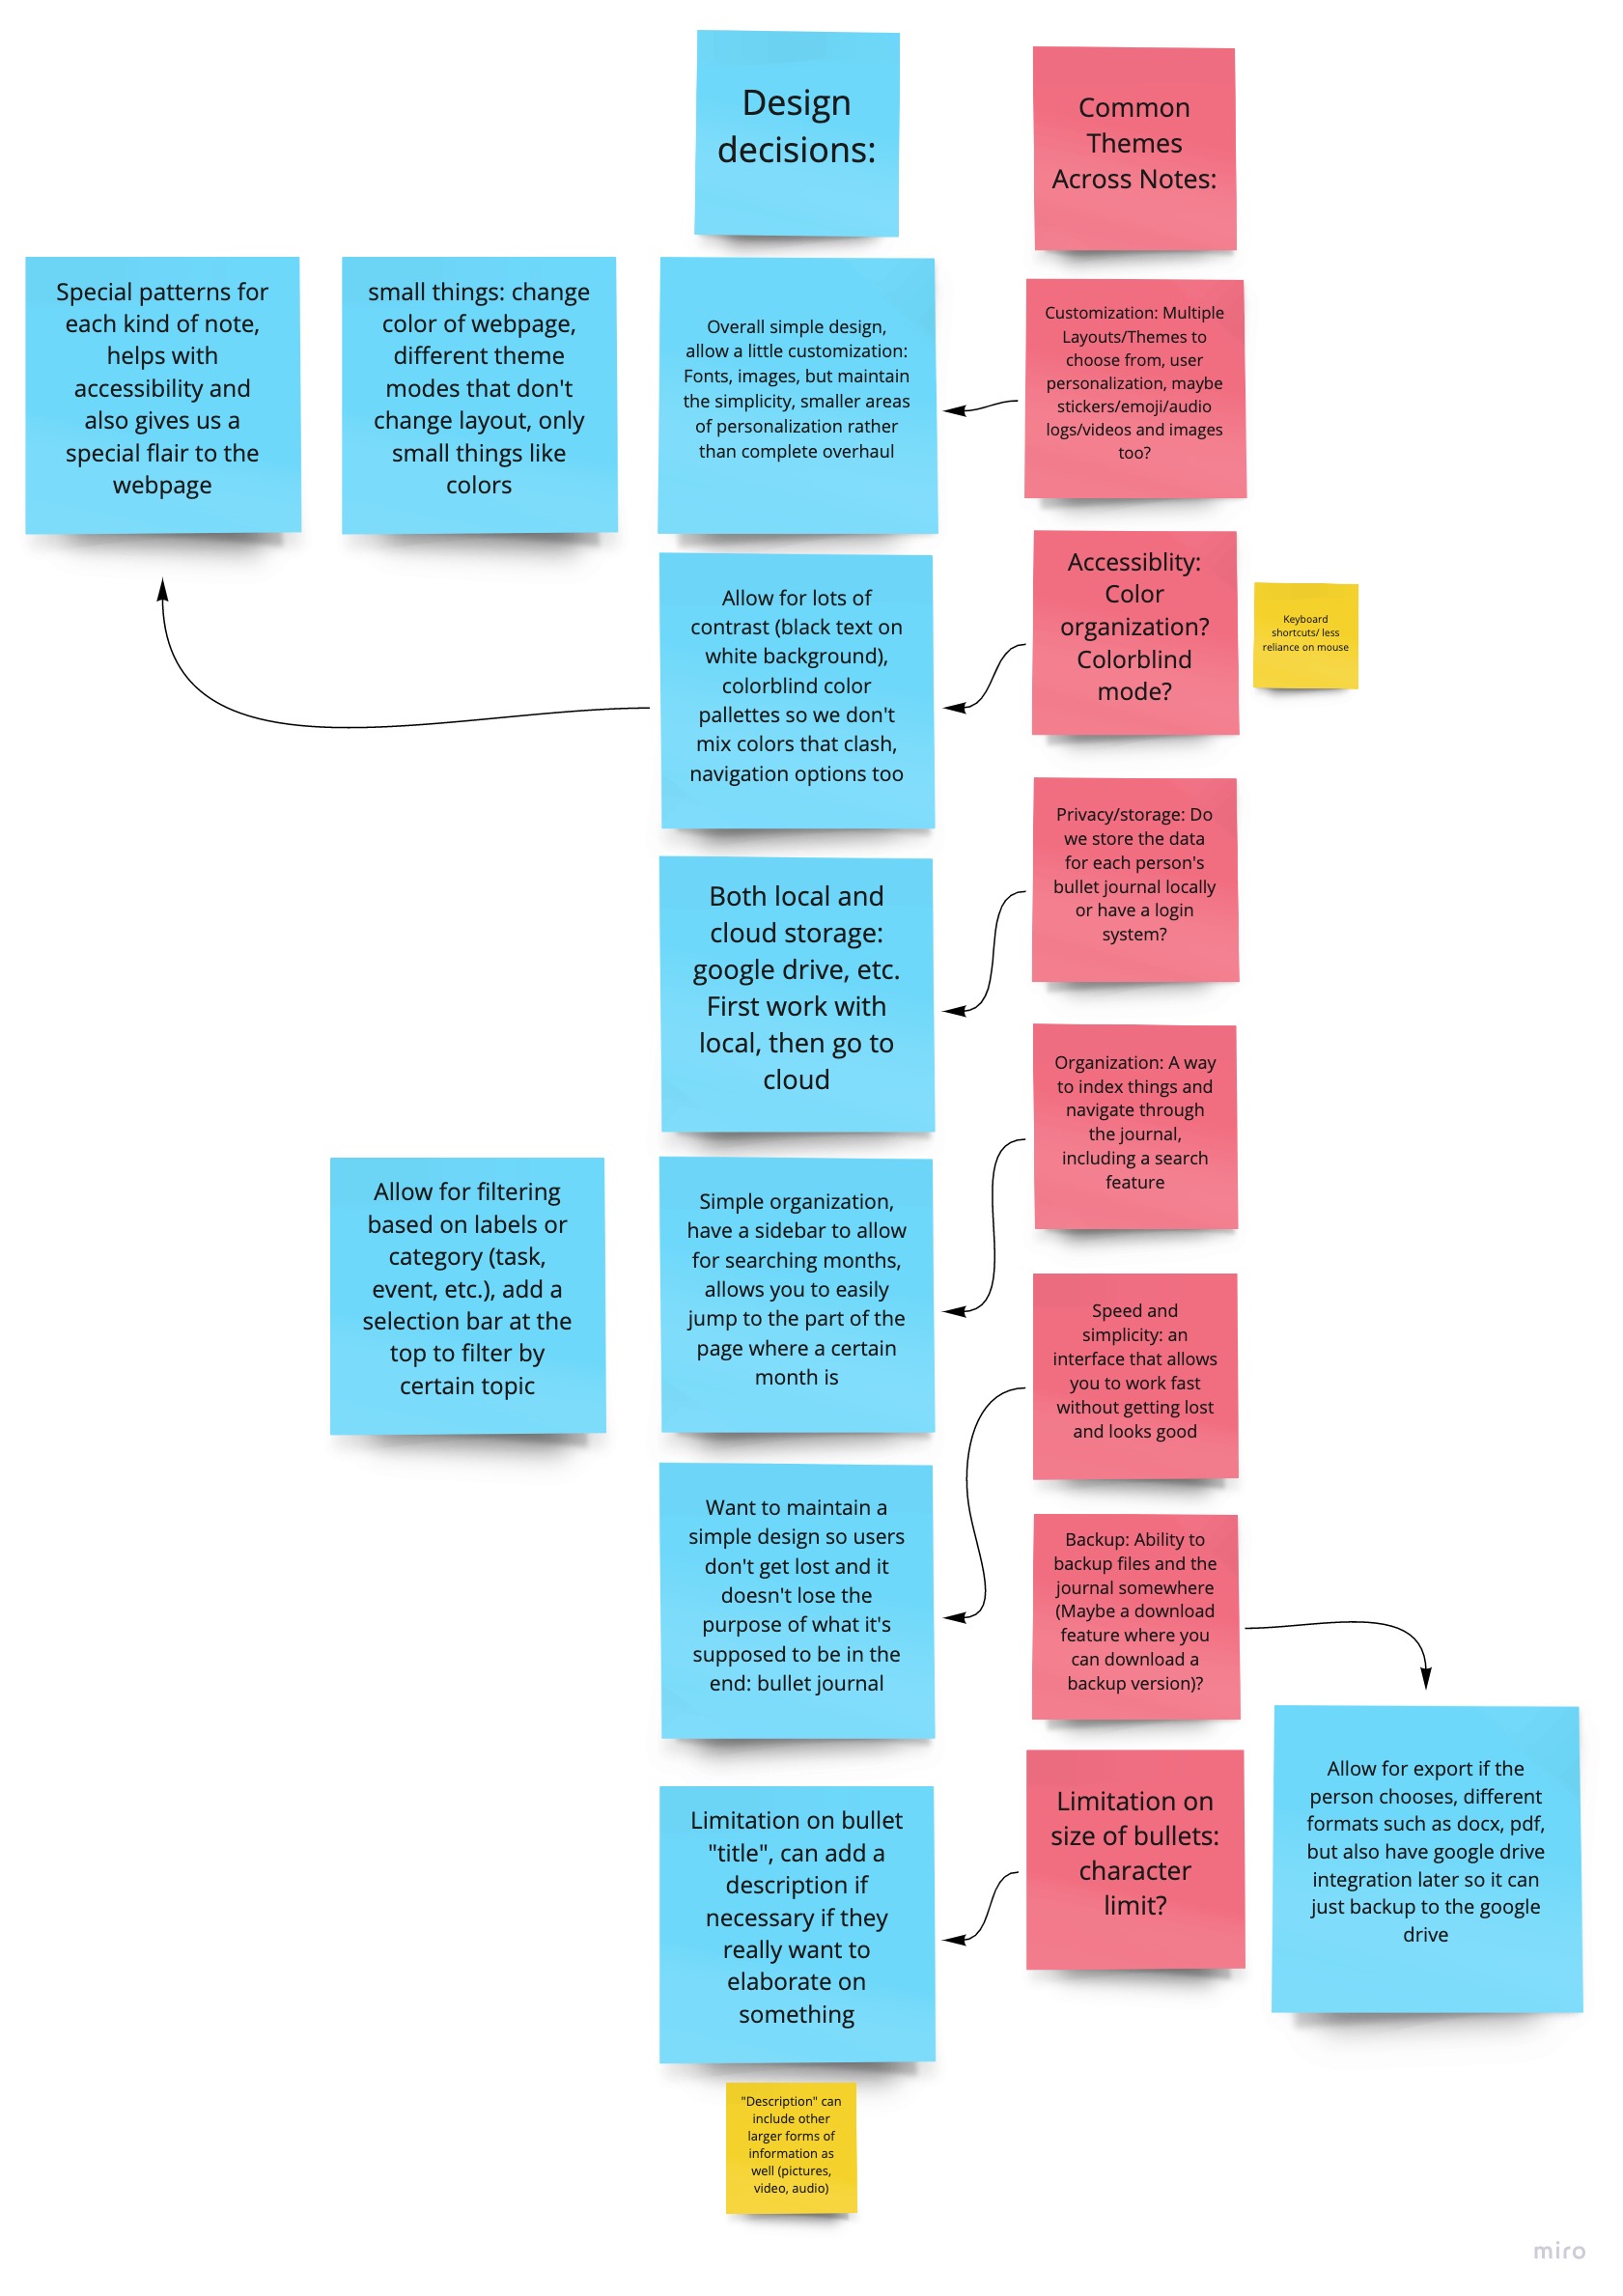 Design
decisions:
Common
Themes
Across Notes:
Special patterns for
each kind of note,
helps with
accessibility and
also gives us a
special flair to the
webpage
small things: change
color of webpage,
different theme
modes that don't
change layout, only
small things like
colors
Overall simple design,
allow a little customization:
Fonts, images, but maintain
the simplicity, smaller areas
of personalization rather
than complete overhaul
Customization: Multiple
Layouts/Themes to
choose from, user
personalization, maybe
stickers/emoji/audio
logs/videos and images
too?
Allow for lots of
contrast (black text on
white background),
colorblind color
pallettes so we don't
mix colors that clash,
navigation options too
Accessiblity:
Color
organization?
Colorblind
mode?
Keyboard
shortcuts/ less
reliance on mouse
Both local and
cloud storage:
google drive, etc.
First work with
local, then go to
cloud
Privacy/storage: Do
we store the data
for each person's
bullet journal locally
or have a login
system?
Allow for filtering
based on labels or
category (task,
event, etc.), add a
selection bar at the
top to filter by
certain topic
Simple organization,
have a sidebar to allow
for searching months,
allows you to easily
jump to the part of the
page where a certain
month is
Organization: A way
to index things and
navigate through
the journal,
including a search
feature
Want to maintain a
simple design so users
don't get lost and it
doesn't lose the
purpose of what it's
supposed to be in the
end: bullet journal
Speed and
simplicity: an
interface that allows
you to work fast
without getting lost
and looks good
Backup: Ability to
backup files and the
journal somewhere
(Maybe a download
feature where you
can download a
backup version)?
Allow for export if the
person chooses, different
formats such as docx, pdf,
but also have google drive
integration later so it can
just backup to the google
drive
Limitation on bullet
"title", can add a
description if
necessary if they
really want to
elaborate on
something
Limitation on
size of bullets:
character
limit?
"Description" can
include other
larger forms of
information as
well (pictures,
video, audio)
miro